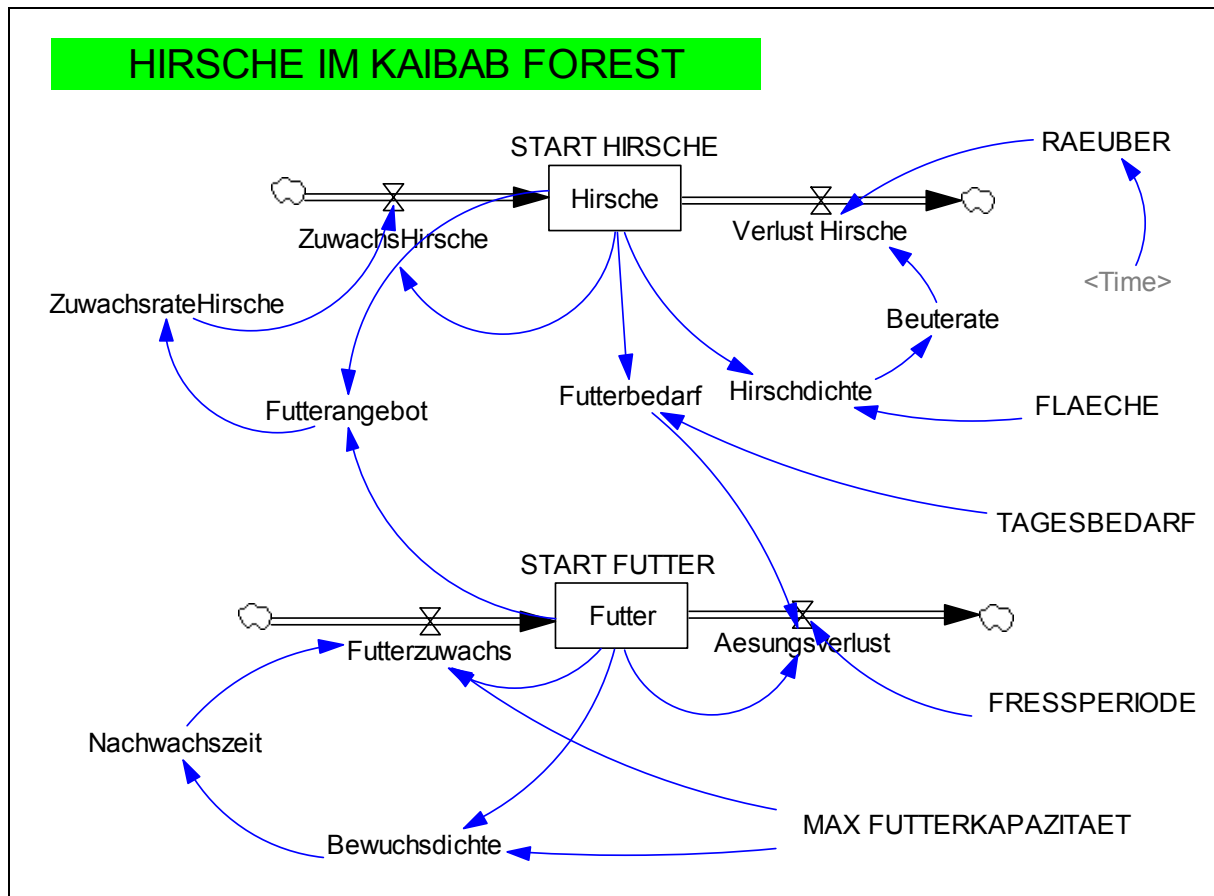 HIRSCHE IM KAIBAB FOREST
START HIRSCHE
RAEUBER
Hirsche
ZuwachsHirsche
Verlust Hirsche
<Time>
ZuwachsrateHirsche
Beuterate
Futterbedarf
Hirschdichte
Futterangebot
FLAECHE
TAGESBEDARF
START FUTTER
Futter
Futterzuwachs
Aesungsverlust
FRESSPERIODE
Nachwachszeit
MAX FUTTERKAPAZITAET
Bewuchsdichte